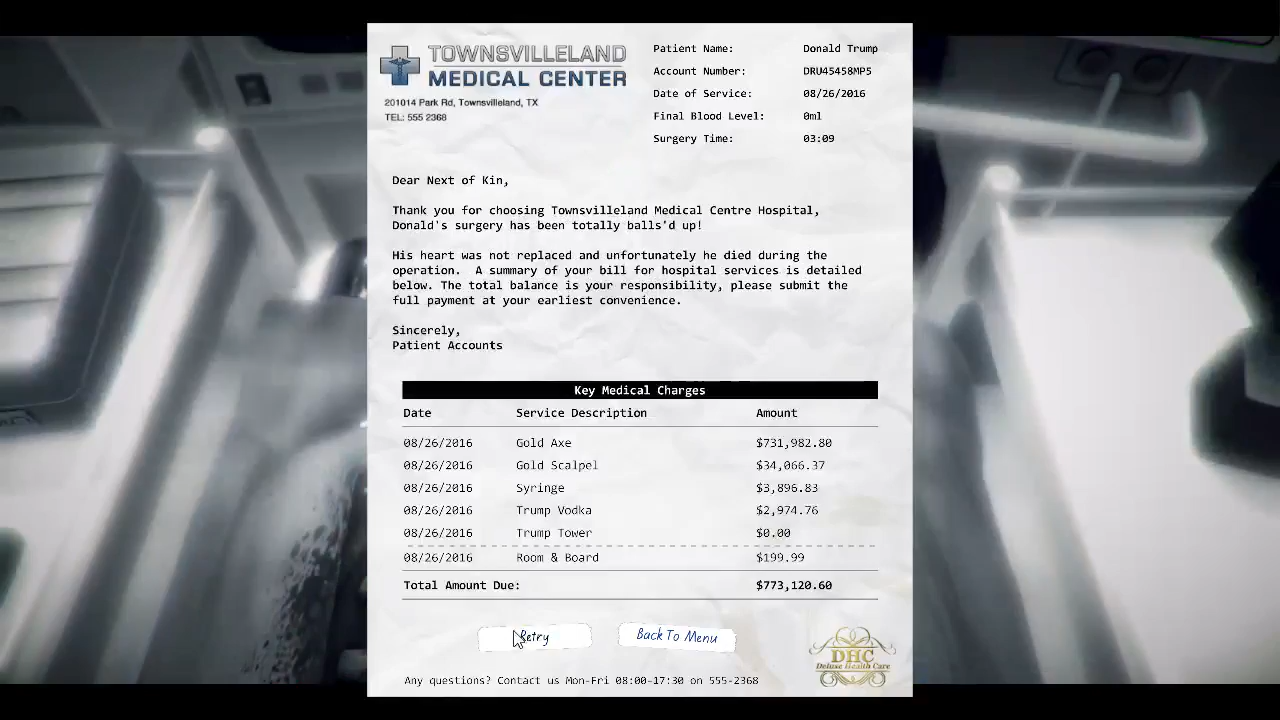 TOWNSVILLELAND
MEDICAL CENTER
201014 Park Rd, Townsvilleland, TX
TEL: 555 2368
Patient Name: Donald Trump
Account Number: DRU45458MP5
Date of Service: 08/26/2016
Final Blood Level: 0ml
Surgery Time: 03:09
Dear Next of Kin,
Thank you for choosing Townsvilleland Medical Centre Hospital,
Donald's surgery has been totally balls'd up!
His heart was not replaced and unfortunately he died during the
operation. A summary of your bill for hospital services is detailed
below. The total balance is your responsibility, please submit the
full payment at your earliest convenience.
Sincerely,
Patient Accounts
Key Medical Charges
Date Service Description Amount
08/26/2016 Gold Axe $731,982.80
08/26/2016 Gold Scalpel $34,066.37
08/26/2016 Syringe $3,896.83
08/26/2016 Trump Vodka $2,974.76
08/26/2016 Trump Tower $0.00
08/26/2016 Room & Board $199.99
Total Amount Due: $773,120.60
Retry Back To Menu
DHC
Deluxe Health Care
Any questions? Contact us Mon-Fri 08:00-17:30 on 555-2368